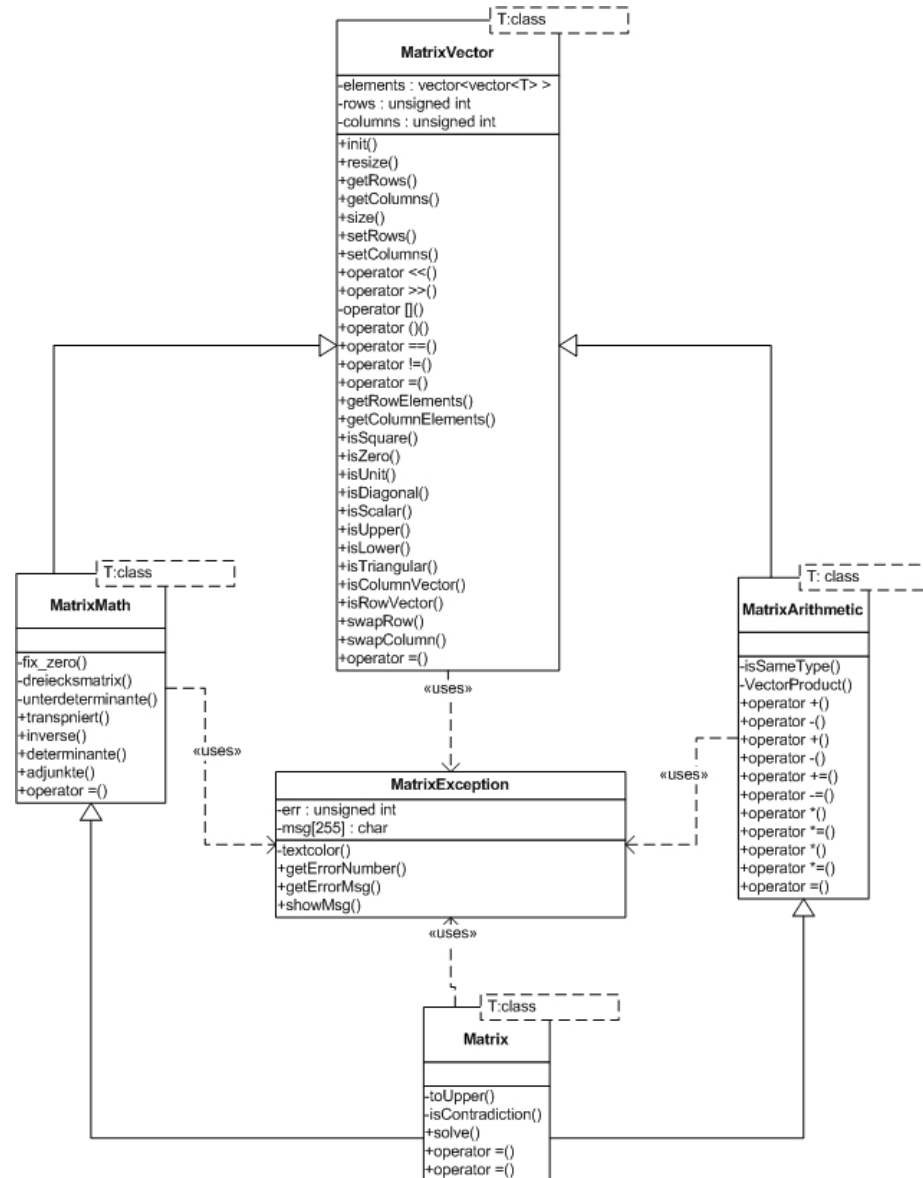 T:class
MatrixVector
-elements : vector<vector<T> >
-rows : unsigned int
-columns : unsigned int
+init()
+resize()
+getRows()
+getColumns()
+size()
+setRows()
+setColumns()
+operator <<()
+operator >>()
-operator []()
+operator ()()
+operator ==()
+operator !=()
+operator =()
+getRowElements()
+getColumnElements()
+isSquare()
+isZero()
+isUnit()
+isDiagonal()
+isScalar()
+isUpper()
+isLower()
+isTriangular()
+isColumnVector()
+isRowVector()
+swapRow()
+swapColumn()
+operator =()
T:class
MatrixMath
-fix_zero()
-dreiecksmatrix()
-unterdeterminante()
+transpniert()
+inverse()
+determinante()
+adjunkte()
+operator =()
T: class
MatrixArithmetic
-isSameType()
-VectorProduct()
+operator +()
+operator -()
+operator +()
+operator -()
+operator +=()
+operator -=()
+operator *()
+operator *=()
+operator *()
+operator *=()
+operator =()
«uses»
«uses»
«uses»
MatrixException
-err : unsigned int
-msg[255] : char
-textcolor()
+getErrorNumber()
+getErrorMsg()
+showMsg()
«uses»
T:class
Matrix
-toUpper()
-isContradiction()
+solve()
+operator =()
+operator =()